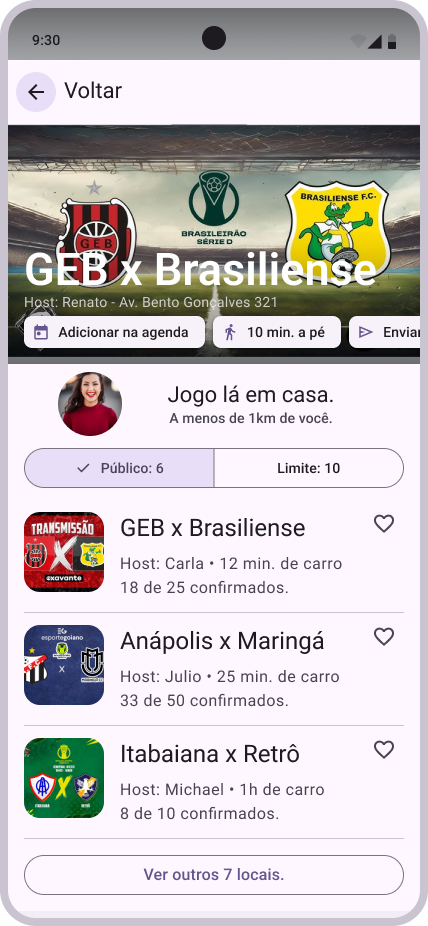 9:30
Voltar
BRASILEIRÃO
SÉRIE D
BRASILIENSE F.C.
GEB
GEB x Brasiliense
Host: Renato - Av. Bento Gonçalves 321
Adicionar na agenda
10 min. a pé
Enviar
Jogo lá em casa.
A menos de 1km de você.
Público: 6
Limite: 10
TRANSMISSÃO
X
@xavante
GEB x Brasiliense
Host: Carla • 12 min. de carro
18 de 25 confirmados.
esportegoiano
X
Anápolis x Maringá
Host: Julio • 25 min. de carro
33 de 50 confirmados.
X
ITABAIANA
RETRÔ
Itabaiana x Retrô
Host: Michael • 1h de carro
8 de 10 confirmados.
Ver outros 7 locais.